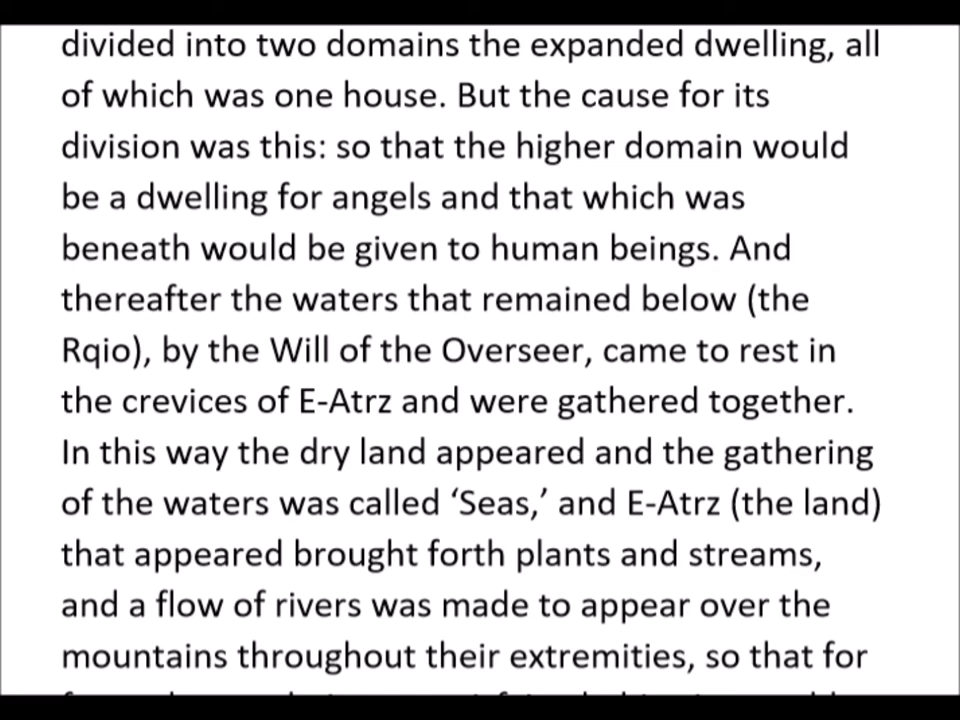 divided into two domains the expanded dwelling, all
of which was one house. But the cause for its
division was this: so that the higher domain would
be a dwelling for angels and that which was
beneath would be given to human beings. And
thereafter the waters that remained below (the
Rqio), by the Will of the Overseer, came to rest in
the crevices of E-Atrz and were gathered together.
In this way the dry land appeared and the gathering
of the waters was called ‘Seas,’ and E-Atrz (the land)
that appeared brought forth plants and streams,
and a flow of rivers was made to appear over the
mountains throughout their extremities, so that for